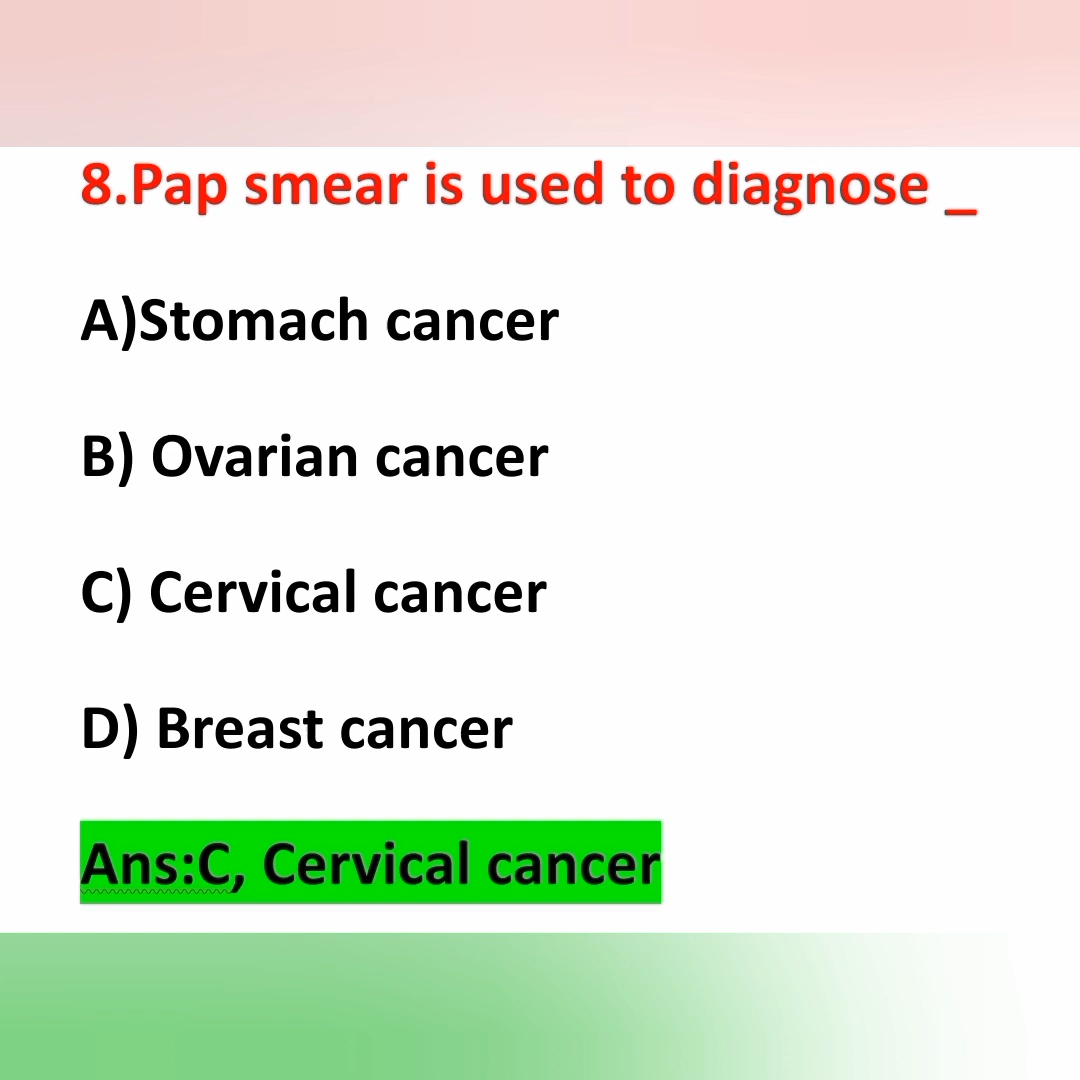 8.Pap smear is used to diagnose _
A)Stomach cancer
B) Ovarian cancer
C) Cervical cancer
D) Breast cancer
Ans:C, Cervical cancer